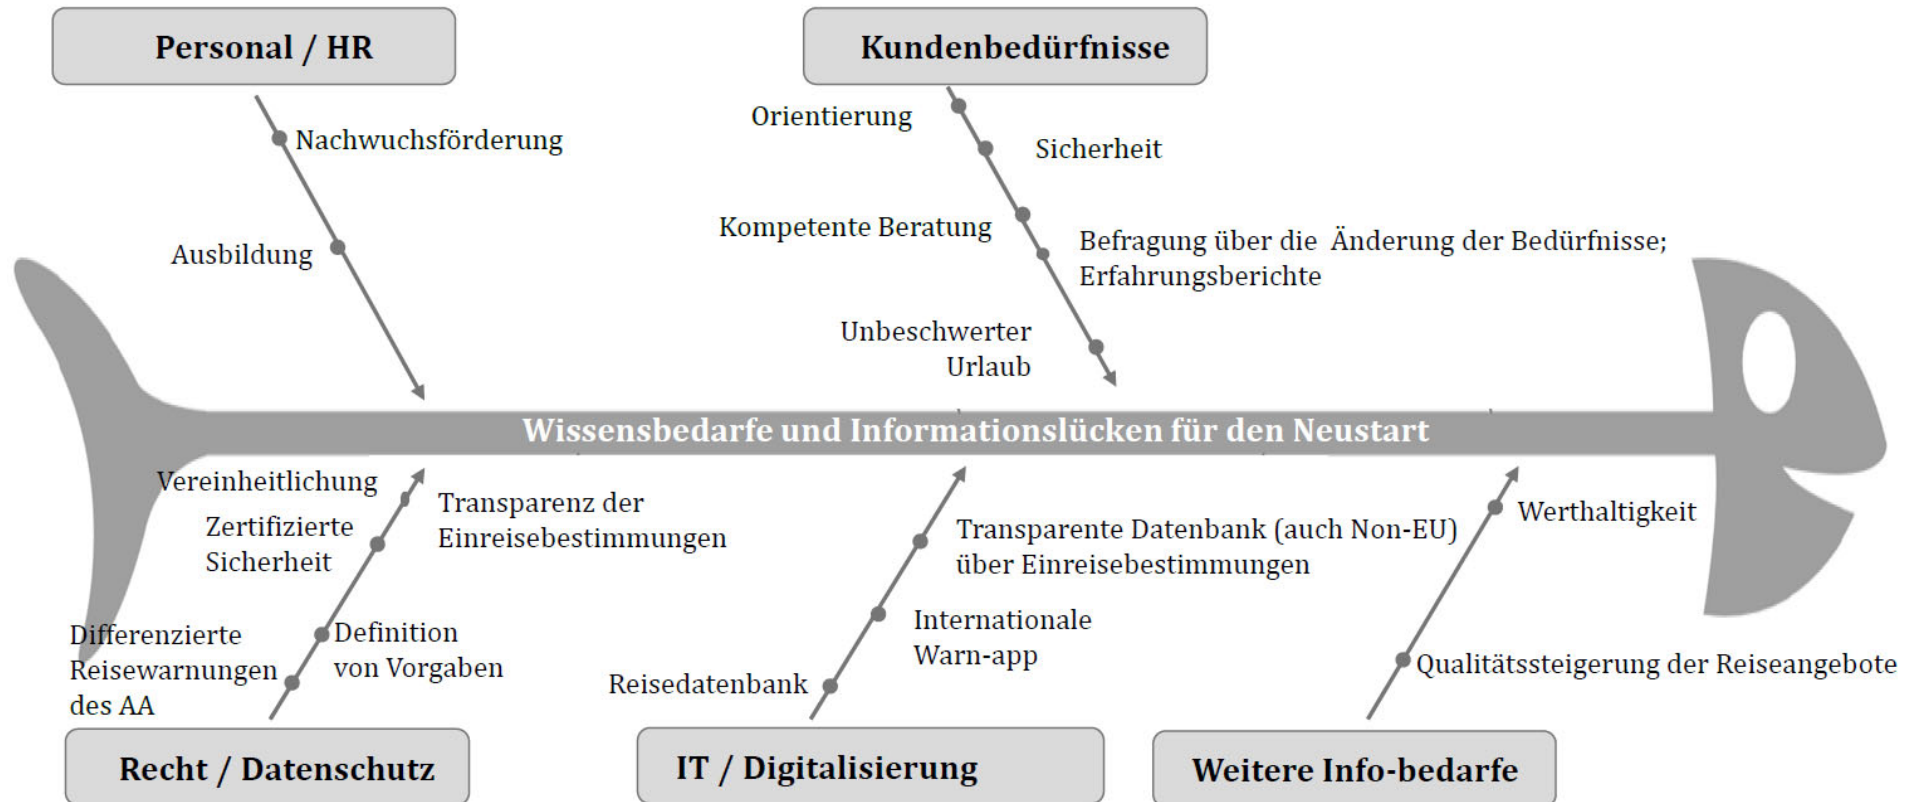 Personal / HR
Kundenbedürfnisse
Nachwuchsförderung
Ausbildung
Orientierung
Sicherheit
Kompetente Beratung
Befragung über die Änderung der Bedürfnisse;
Erfahrungsberichte
Unbeschwerter
Urlaub
Wissensbedarfe und Informationslücken für den Neustart
Vereinheitlichung
Zertifizierte
Sicherheit
Transparenz der
Einreisebestimmungen
Differenzierte
Reisewarnungen
des AA
Definition
von Vorgaben
Transparente Datenbank (auch Non-EU)
über Einreisebestimmungen
Internationale
Warn-app
Reisedatenbank
Werthaltigkeit
Qualitätssteigerung der Reiseangebote
Recht / Datenschutz
IT / Digitalisierung
Weitere Info-bedarfe